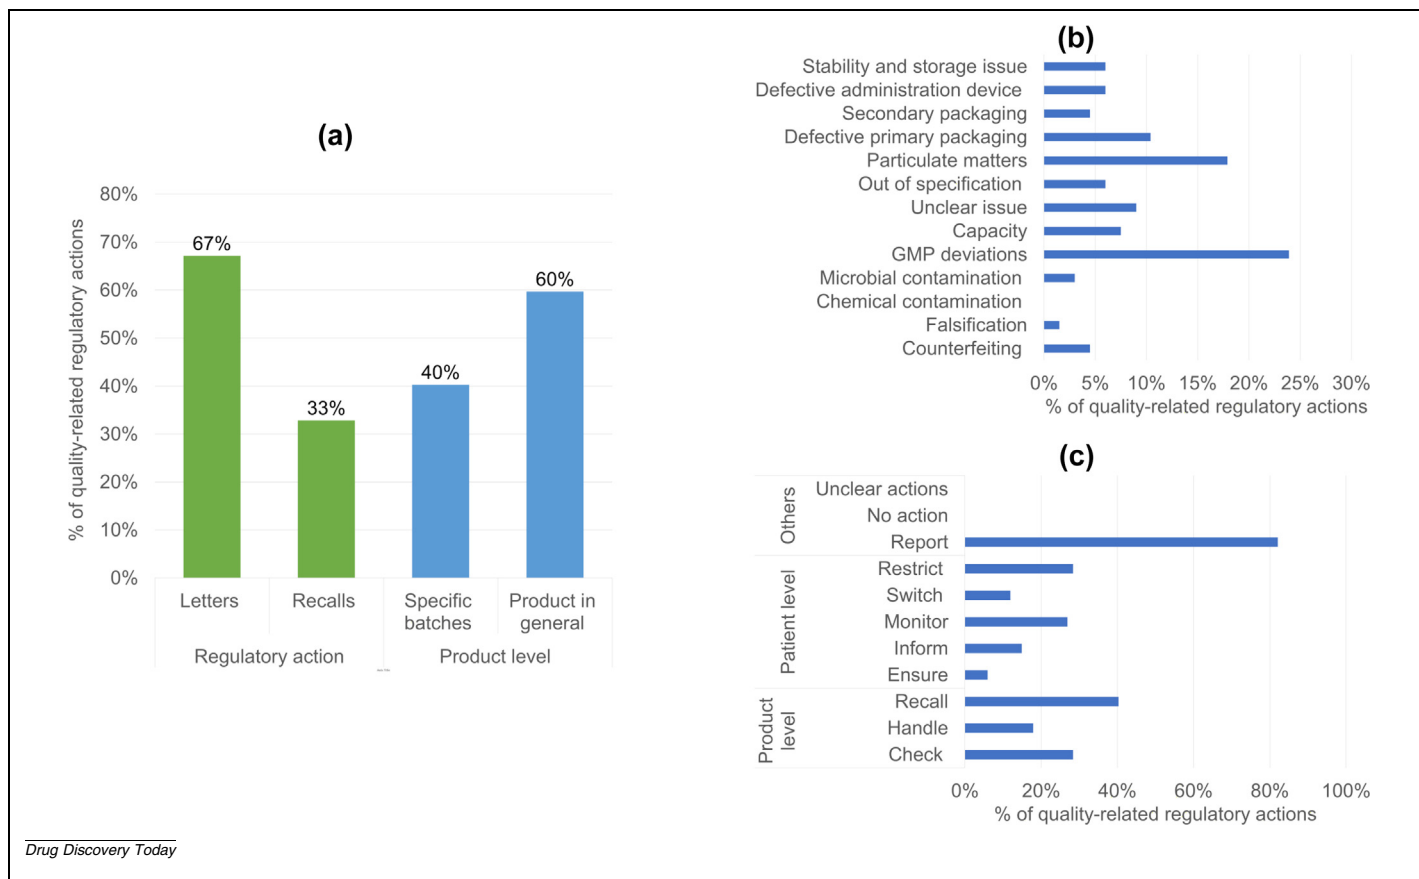 (a)
80%
70%
60%
50%
40%
30%
20%
10%
0%
% of quality-related regulatory actions
67%
33%
40%
60%
Letters
Recalls
Specific
batches
Product in
general
Regulatory action
Product level
(b)
Stability and storage issue
Defective administration device
Secondary packaging
Defective primary packaging
Particulate matters
Out of specification
Unclear issue
Capacity
GMP deviations
Microbial contamination
Chemical contamination
Falsification
Counterfeiting
0% 5% 10% 15% 20% 25% 30%
% of quality-related regulatory actions
(c)
Others
Unclear actions
No action
Report
Patient level
Restrict
Switch
Monitor
Inform
Ensure
Product
level
Recall
Handle
Check
0% 20% 40% 60% 80% 100%
% of quality-related regulatory actions
Drug Discovery Today